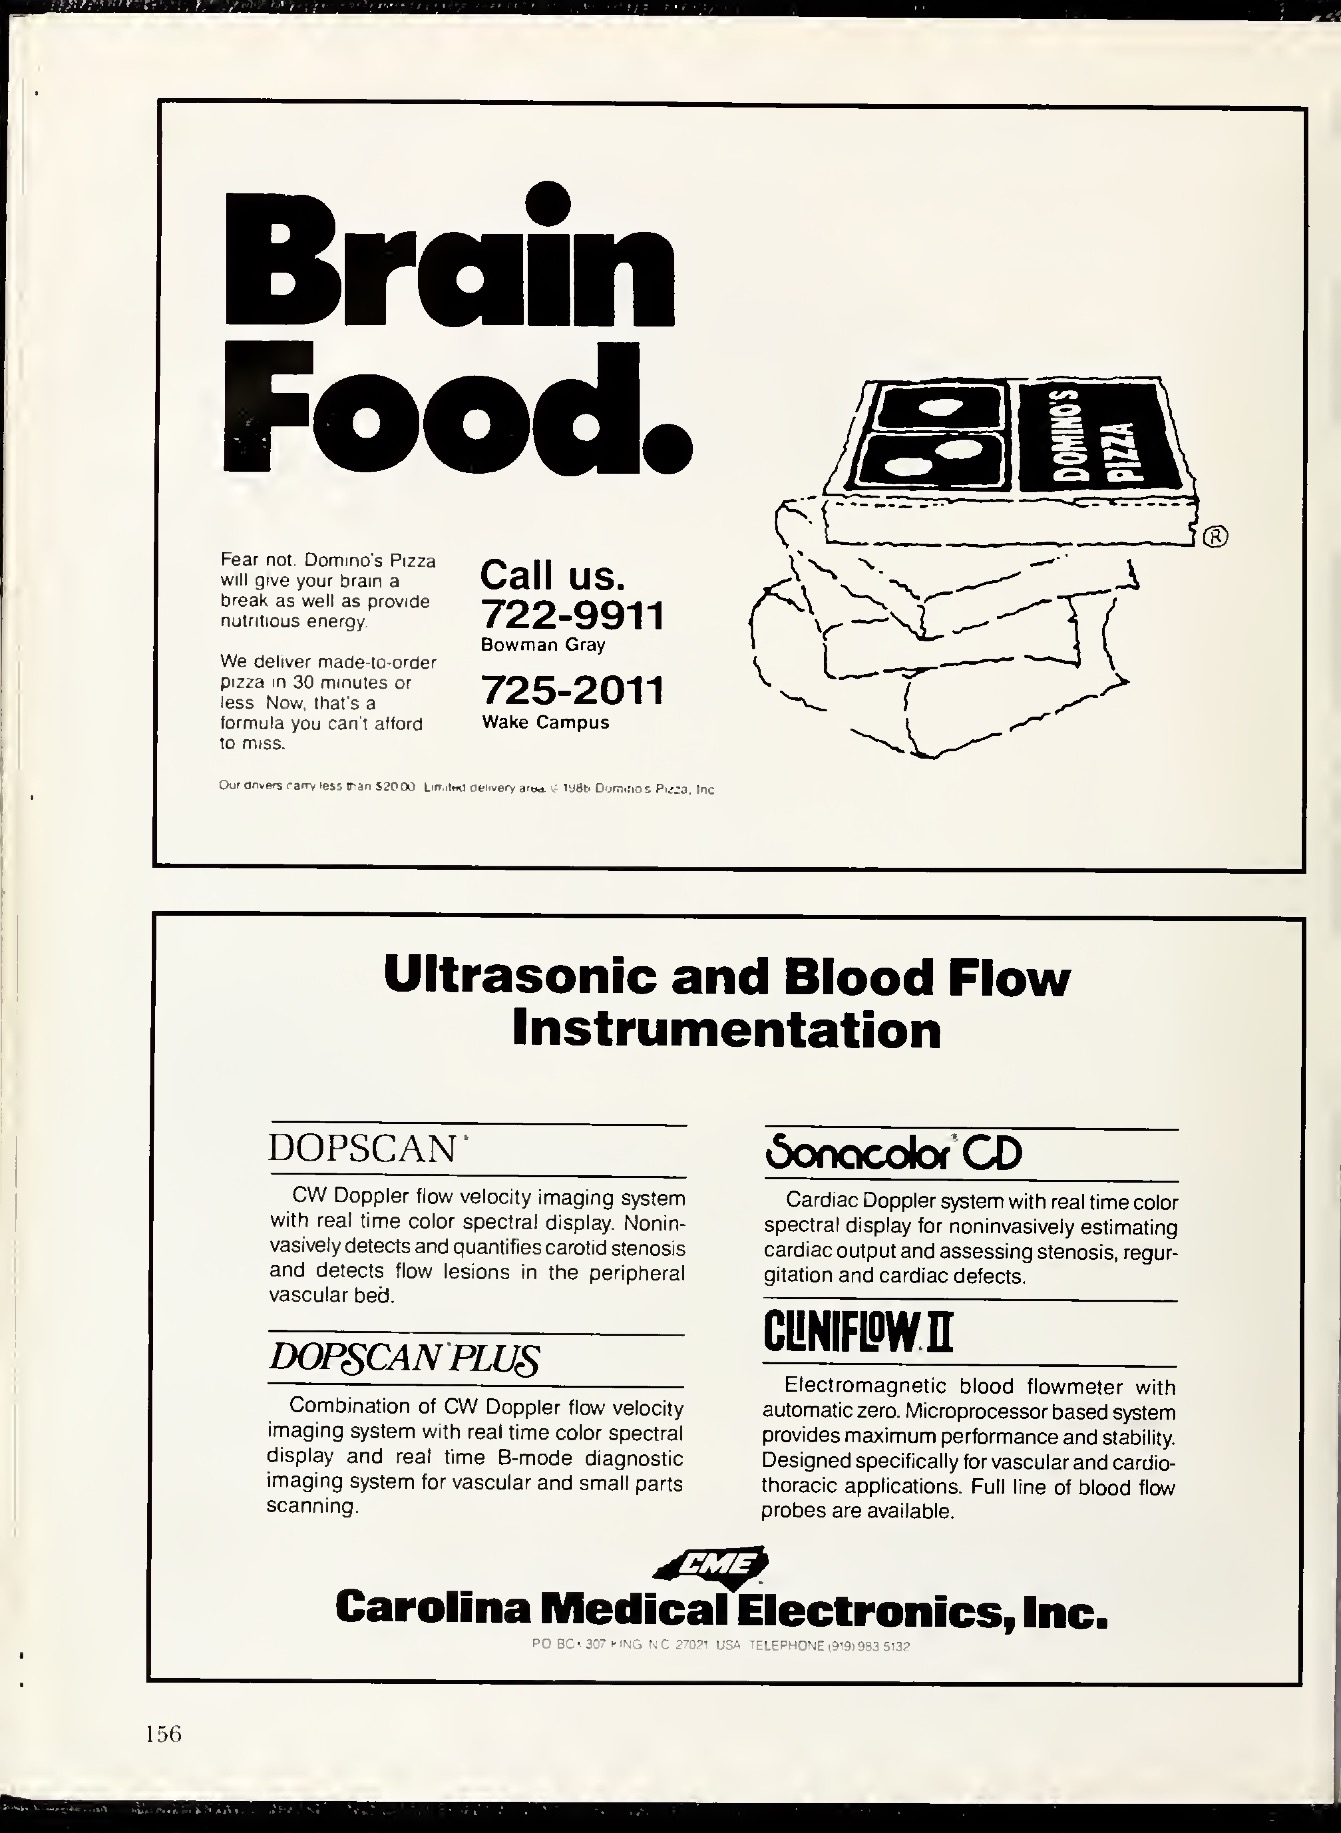 Brain
Food.
DOMINO'S
PIZZA
®
Fear not. Domino's Pizza
will give your brain a
break as well as provide
nutritious energy.
We deliver made-to-order
pizza in 30 minutes or
less Now, that's a
formula you can't afford
to miss.
Call us.
722-9911
Bowman Gray
725-2011
Wake Campus
Our drivers carry less than $20.00 Limited delivery area. © 1986 Domino's Pizza, Inc
Ultrasonic and Blood Flow
Instrumentation
DOPSCAN
CW Doppler flow velocity imaging system
with real time color spectral display. Nonin-
vasively detects and quantifies carotid stenosis
and detects flow lesions in the peripheral
vascular bed.
DOPSCAN PLUS
Combination of CW Doppler flow velocity
imaging system with real time color spectral
display and real time B-mode diagnostic
imaging system for vascular and small parts
scanning.
Sonacolor CD
Cardiac Doppler system with real time color
spectral display for noninvasively estimating
cardiac output and assessing stenosis, regur-
gitation and cardiac defects.
CLINIFLOW II
Electromagnetic blood flowmeter with
automatic zero. Microprocessor based system
provides maximum performance and stability.
Designed specifically for vascular and cardio-
thoracic applications. Full line of blood flow
probes are available.
CME
Carolina Medical Electronics, Inc.
PO BOX 307 KING NC 27021 USA TELEPHONE (919) 983 5132
156